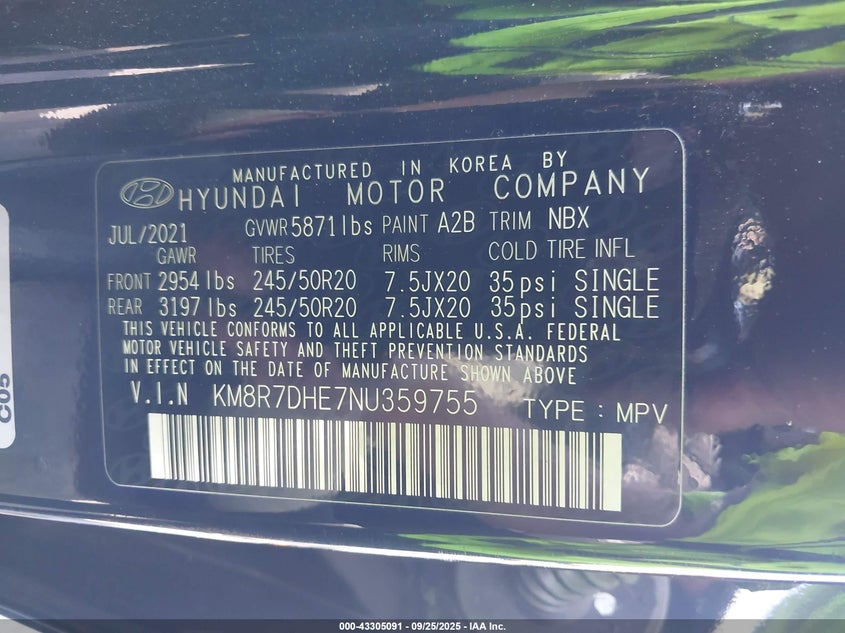 MANUFACTURED IN KOREA BY
HYUNDAI MOTOR COMPANY
JUL/2021 GVWR 5871lbs PAINT A2B TRIM NBX
GAWR TIRES RIMS COLD TIRE INFL
FRONT 2954 lbs 245/50R20 7.5JX20 35psi SINGLE
REAR 3197 lbs 245/50R20 7.5JX20 35psi SINGLE
THIS VEHICLE CONFORMS TO ALL APPLICABLE U.S.A. FEDERAL
MOTOR VEHICLE SAFETY AND THEFT PREVENTION STANDARDS
IN EFFECT ON THE DATE OF MANUFACTURE SHOWN ABOVE
V.I.N KM8R7DHE7NU359755 TYPE : MPV
C05
000-43305091 - 09/25/2025 - IAA Inc.